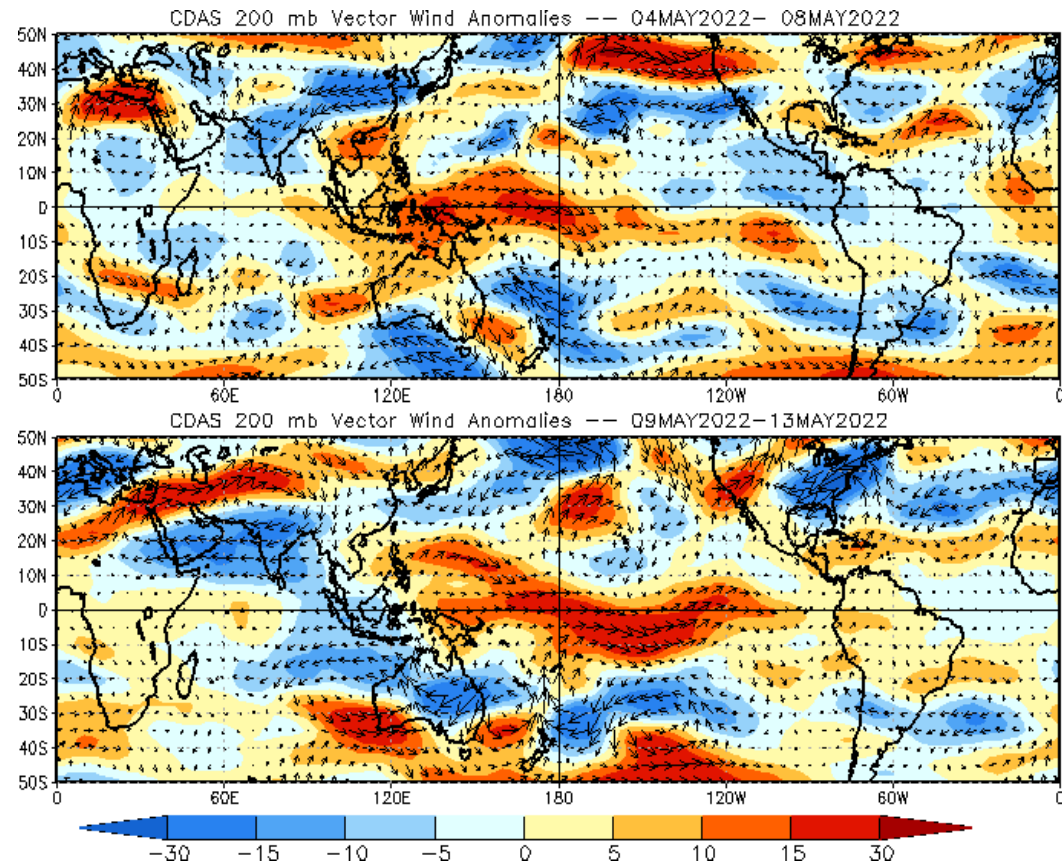 CDAS 200 mb Vector Wind Anomalies -- 04MAY2022- 08MAY2022
50N
40N
30N
20N
10N
0
10S
20S
30S
40S
50S
0 60E 120E 180 120W 60W 0
CDAS 200 mb Vector Wind Anomalies -- 09MAY2022-13MAY2022
50N
40N
30N
20N
10N
0
10S
20S
30S
40S
50S
0 60E 120E 180 120W 60W 0
-30 -15 -10 -5 0 5 10 15 30